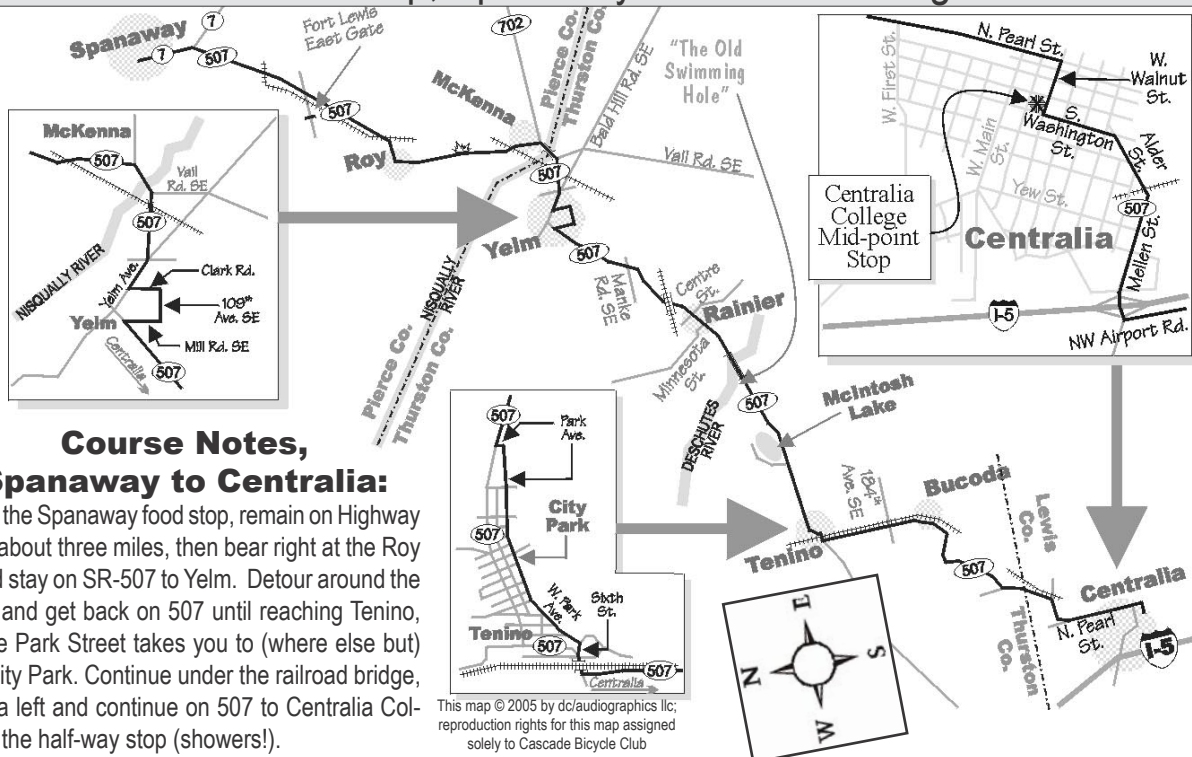 Spanaway
7
7
507
Fort Lewis
East Gate
507
Roy
McKenna
702
Pierce Co.
Thurston Co.
Bald Hill Rd. SE
"The Old
Swimming
Hole"
Vail Rd. SE
507
Yelm
NISQUALLY
RIVER
Pierce Co.
Thurston Co.
507
Manke
Rd. SE
Centre
St.
Rainier
Minnesota
St.
DESCHUTES
RIVER
507
McIntosh
Lake
184th
Ave. SE
Tenino
Bucoda
507
Lewis
Co.
Thurston
Co.
N. Pearl
St.
Centralia
I-5
McKenna
507
Vail
Rd. SE
507
NISQUALLY RIVER
Yelm Ave.
Clark Rd.
109th
Ave. SE
Yelm
Mill Rd. SE
Centralia
507
N. Pearl St.
W. First St.
W.
Walnut
St.
S.
Washington
St.
Alder
St.
W. Main
St.
Yew St.
Centralia
College
Mid-point
Stop
Centralia
507
Mellen St.
I-5
NW Airport Rd.
507
Park
Ave.
City
Park
507
W. Park
Ave.
Sixth
St.
Tenino
507
507
Centralia
N
E
S
W
Course Notes,
Spanaway to Centralia:
the Spanaway food stop, remain on Highway
about three miles, then bear right at the Roy
stay on SR-507 to Yelm. Detour around the
and get back on 507 until reaching Tenino,
Park Street takes you to (where else but)
City Park. Continue under the railroad bridge,
a left and continue on 507 to Centralia Col-
the half-way stop (showers!).
This map © 2005 by dc/audiographics llc;
reproduction rights for this map assigned
solely to Cascade Bicycle Club